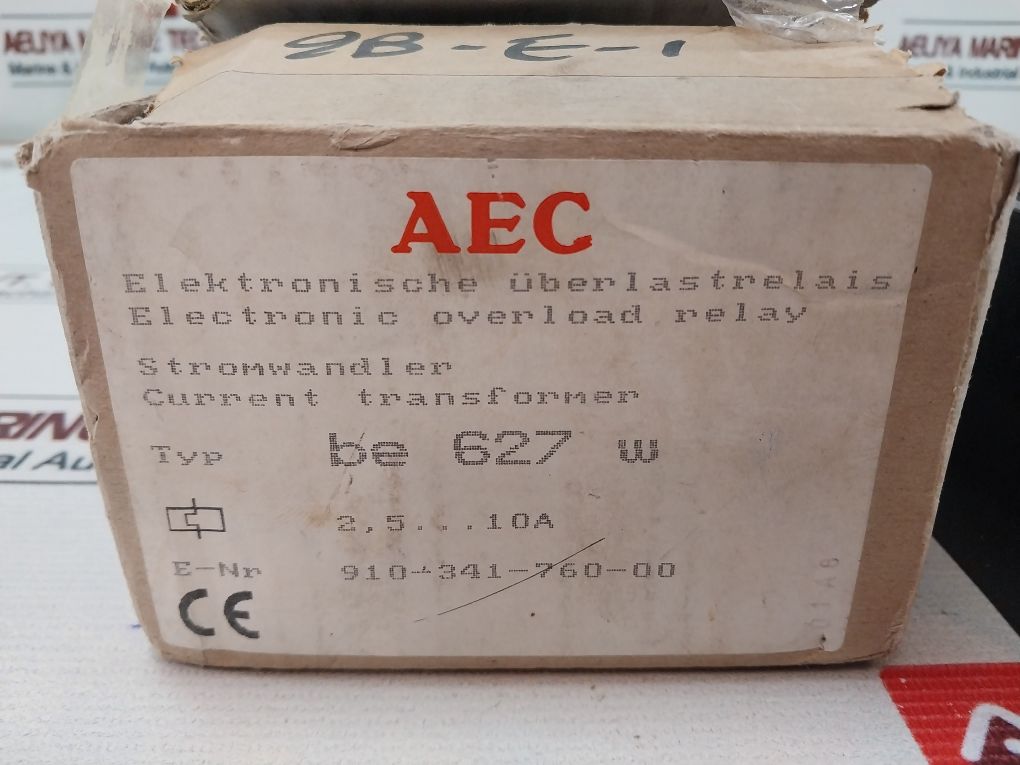 9B-E-1
AEC
Elektronische überlastrelais
Electronic overload relay
Stromwandler
Current transformer
Typ be 627 w
2,5...10A
E-Nr 910-341-760-00
CE